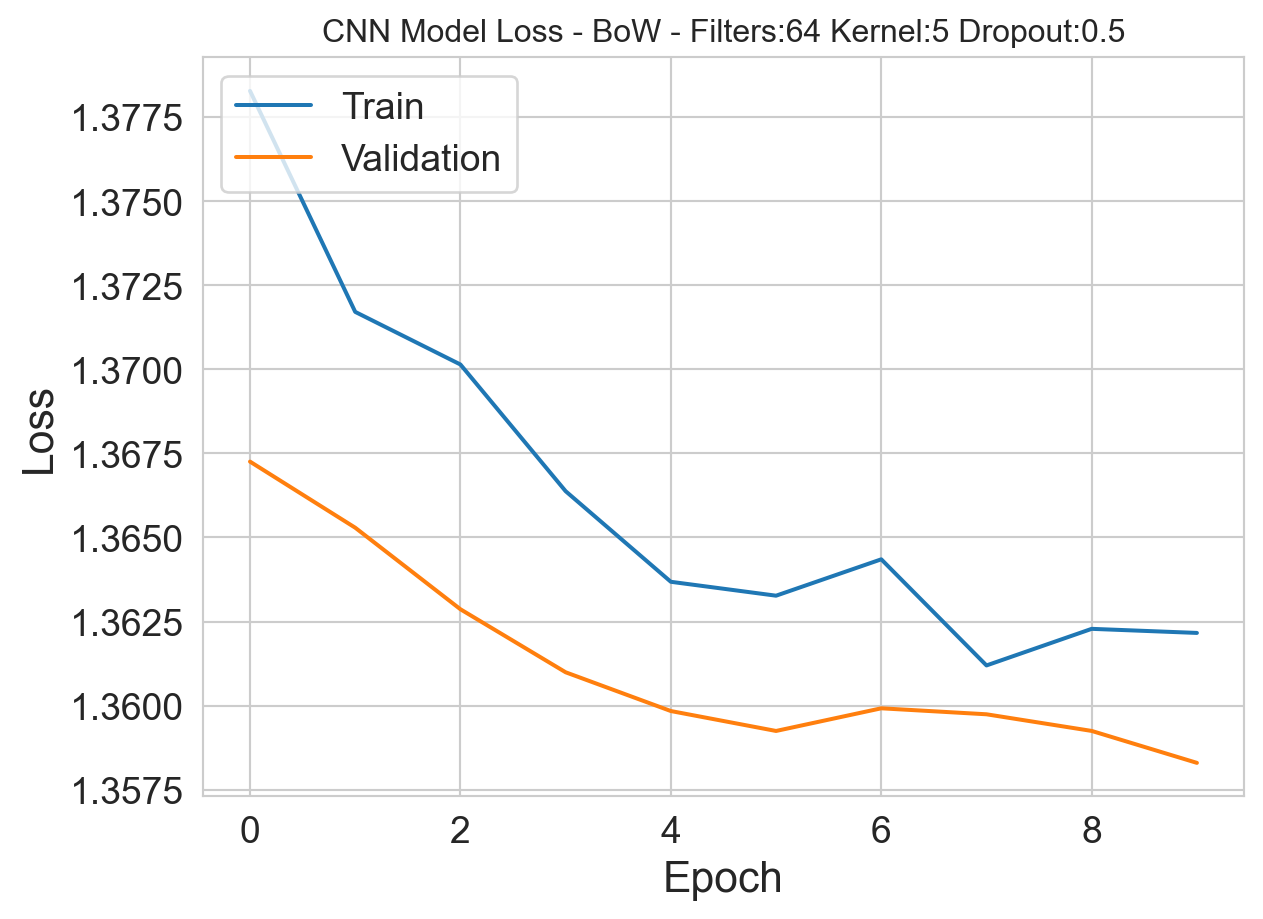 CNN Model Loss - BoW - Filters:64 Kernel:5 Dropout:0.5
Train
Validation
1.3775
1.3750
1.3725
1.3700
1.3675
1.3650
1.3625
1.3600
1.3575
Loss
0 2 4 6 8
Epoch